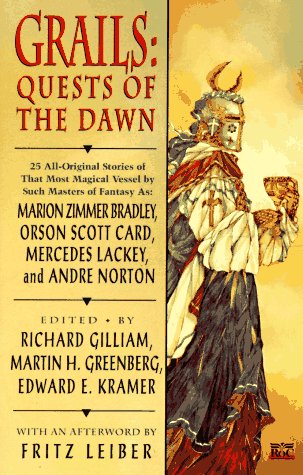 GRAILS:
QUESTS OF
THE DAWN
25 All-Original Stories of
That Most Magical Vessel by
Such Masters of Fantasy As:
MARION ZIMMER BRADLEY,
ORSON SCOTT CARD,
MERCEDES LACKEY,
and ANDRE NORTON
EDITED • BY
RICHARD GILLIAM,
MARTIN H. GREENBERG,
EDWARD E. KRAMER
WITH AN AFTERWORD BY
FRITZ LEIBER
ROC